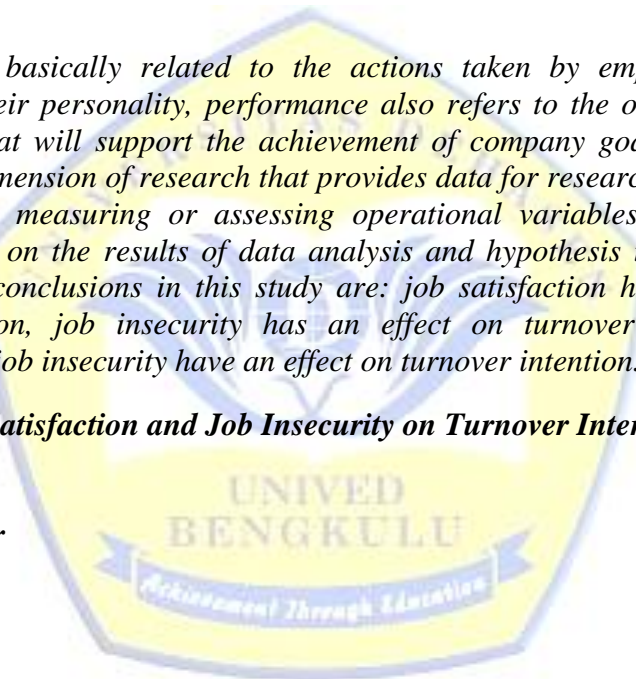 basically related to the actions taken by emp
eir personality, performance also refers to the o
at will support the achievement of company goa
mension of research that provides data for researc
measuring or assessing operational variables
on the results of data analysis and hypothesis
conclusions in this study are: job satisfaction h
on, job insecurity has an effect on turnover
job insecurity have an effect on turnover intention.
atisfaction and Job Insecurity on Turnover Inter
UNIVERSITAS DEHASEN
UNIVED
BENGKULU
Achievement Through Education